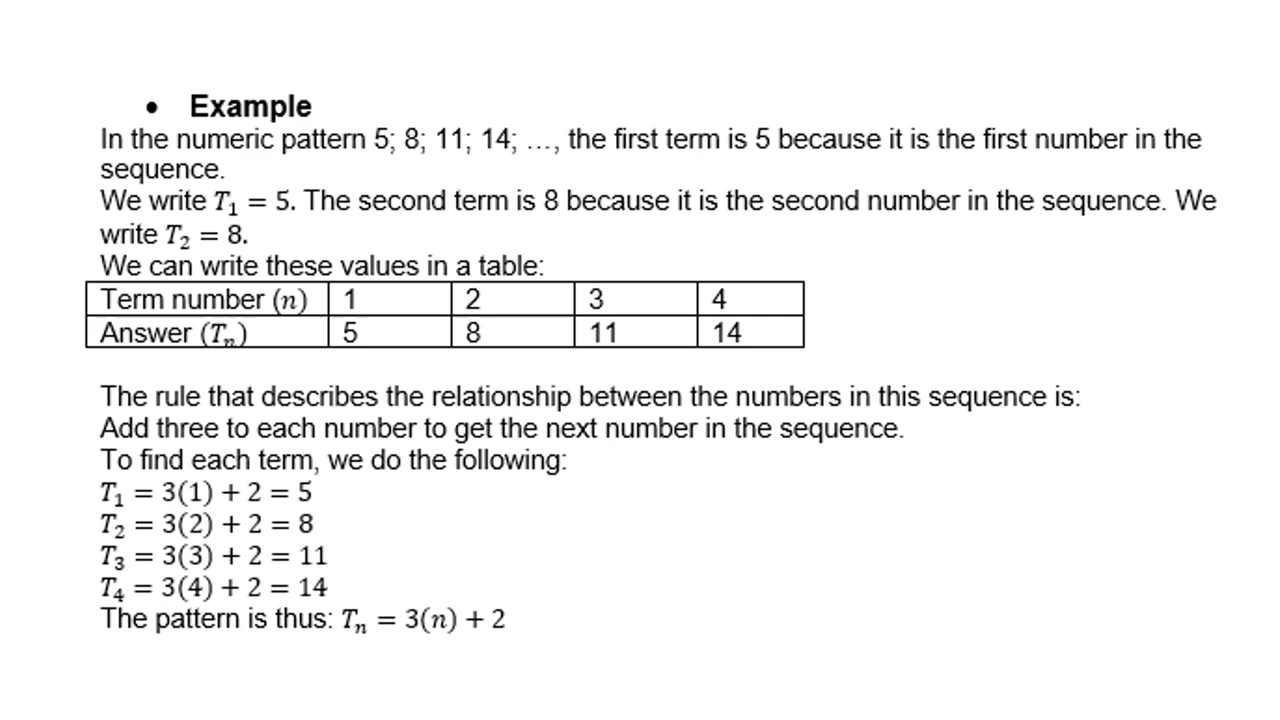 • Example
In the numeric pattern 5; 8; 11; 14; …, the first term is 5 because it is the first number in the
sequence.
We write T₁ = 5. The second term is 8 because it is the second number in the sequence. We
write T₂ = 8.
We can write these values in a table:
Term number (n) 1 2 3 4
Answer (Tₙ) 5 8 11 14
The rule that describes the relationship between the numbers in this sequence is:
Add three to each number to get the next number in the sequence.
To find each term, we do the following:
T₁ = 3(1) + 2 = 5
T₂ = 3(2) + 2 = 8
T₃ = 3(3) + 2 = 11
T₄ = 3(4) + 2 = 14
The pattern is thus: Tₙ = 3(n) + 2